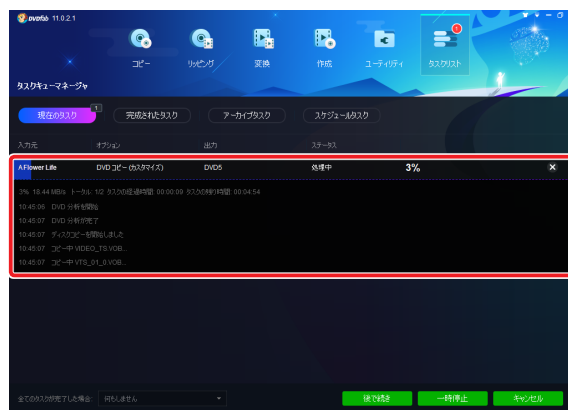 DVDFab 11.0.2.1
コピー リッピング 変換 作成 ユーティリティ タスクリスト
タスクキューマネージャ
現在のタスク 1 完成されたタスク アーカイブタスク スケジュールタスク
入力元 オプション 出力 ステータス
A Flower Life DVD コピー (カスタマイズ) DVD5 処理中 3%
3% 18.44 MB/s トータル: 1/2 タスクの経過時間: 00:00:09 タスクの残り時間: 00:04:54
10:45:06 DVD 分析を開始
10:45:07 DVD 分析が完了
10:45:07 ディスクコピーを開始しました
10:45:07 コピー中 VIDEO_TS.VOB...
10:45:07 コピー中 VTS_01_0.VOB...
全てのタスクが完了した場合: 何もしません 後で続き 一時停止 キャンセル